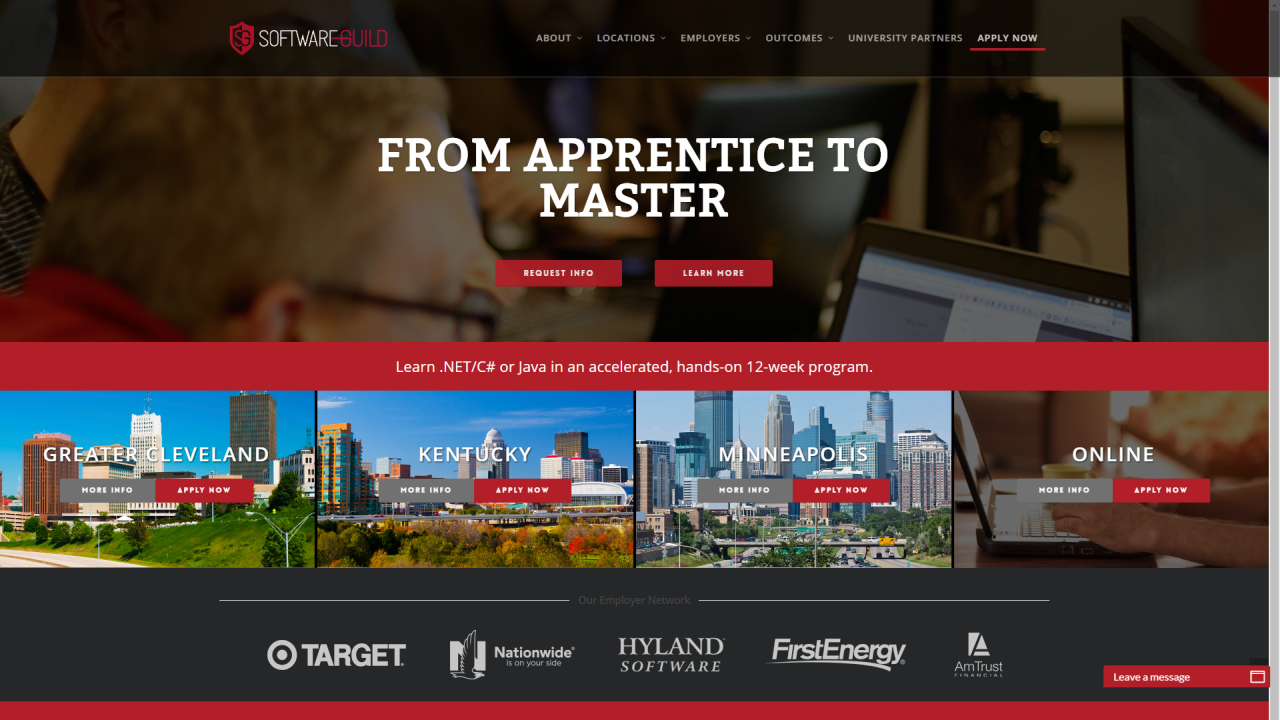 SG SOFTWARE GUILD
ABOUT LOCATIONS EMPLOYERS OUTCOMES UNIVERSITY PARTNERS APPLY NOW
FROM APPRENTICE TO
MASTER
REQUEST INFO LEARN MORE
Learn .NET/C# or Java in an accelerated, hands-on 12-week program.
GREATER CLEVELAND KENTUCKY MINNEAPOLIS ONLINE
MORE INFO APPLY NOW MORE INFO APPLY NOW MORE INFO APPLY NOW MORE INFO APPLY NOW
Our Employer Network
TARGET.
Nationwide®
is on your side
HYLAND
SOFTWARE®
FirstEnergy®
AmTrust
FINANCIAL
Leave a message